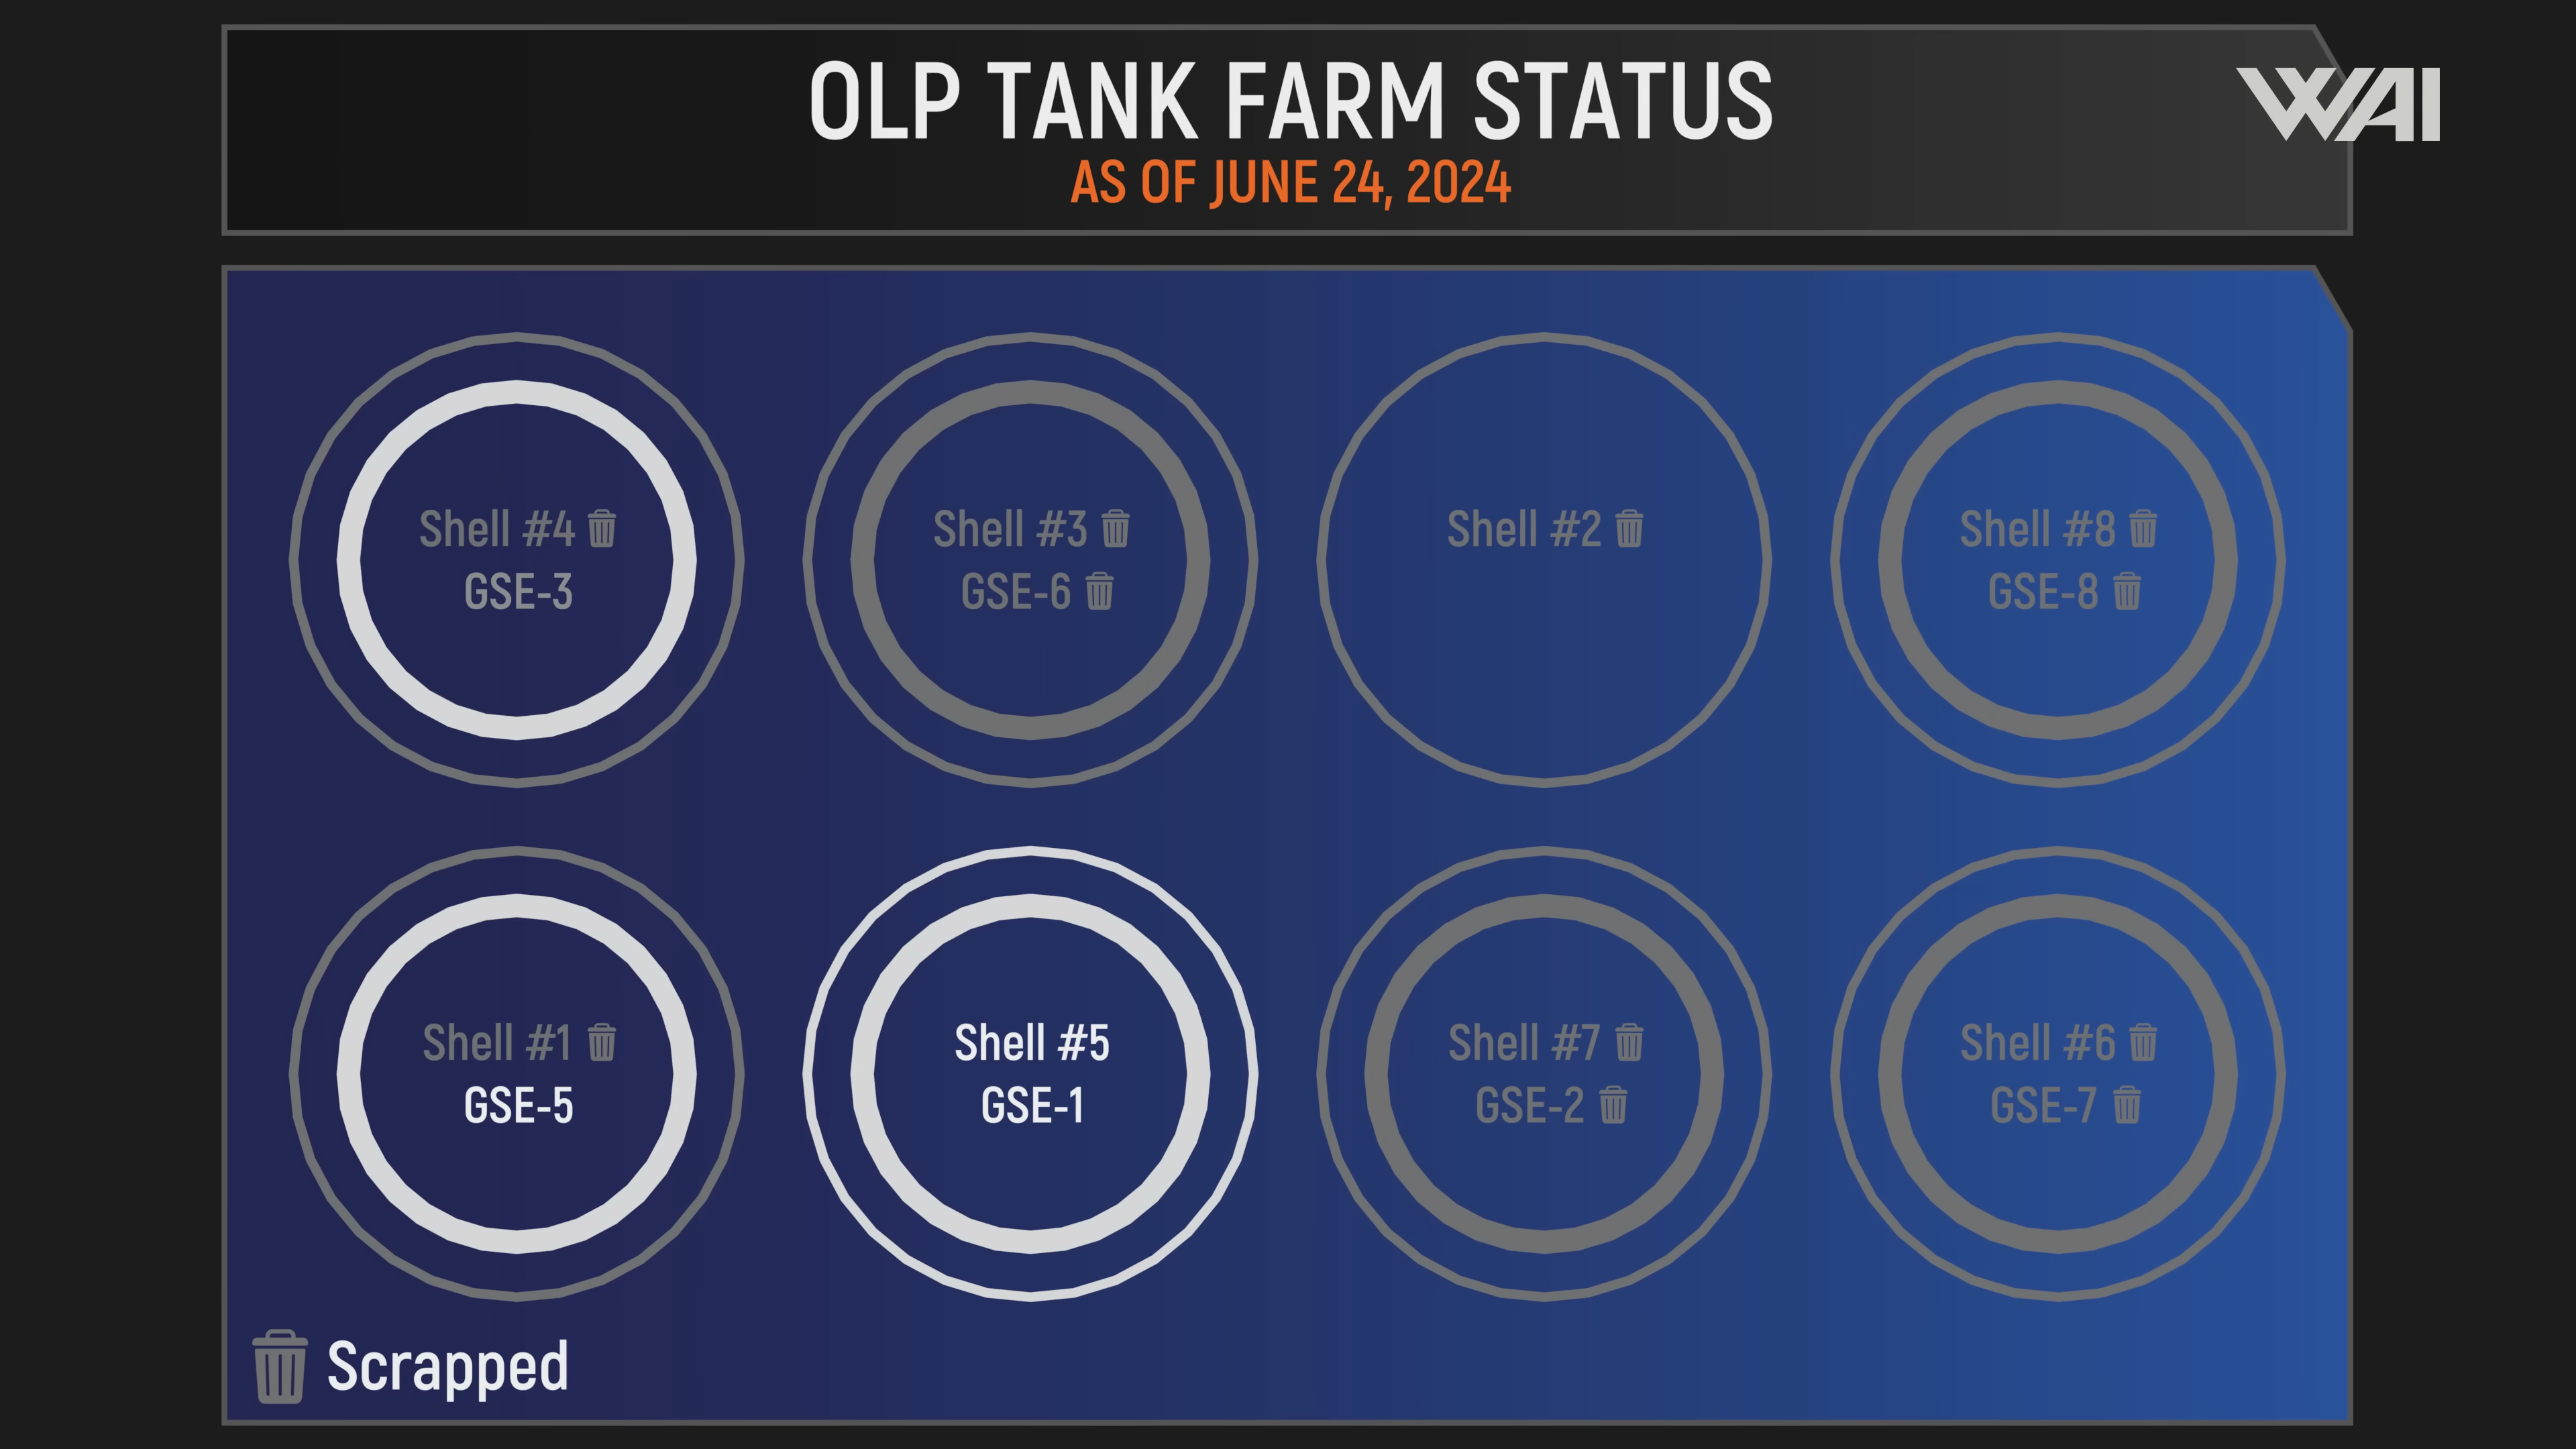 OLP TANK FARM STATUS
WAI
AS OF JUNE 24, 2024
Shell #4
GSE-3
Shell #3
GSE-6
Shell #2
Shell #8
GSE-8
Shell #1
GSE-5
Shell #5
GSE-1
Shell #7
GSE-2
Shell #6
GSE-7
Scrapped